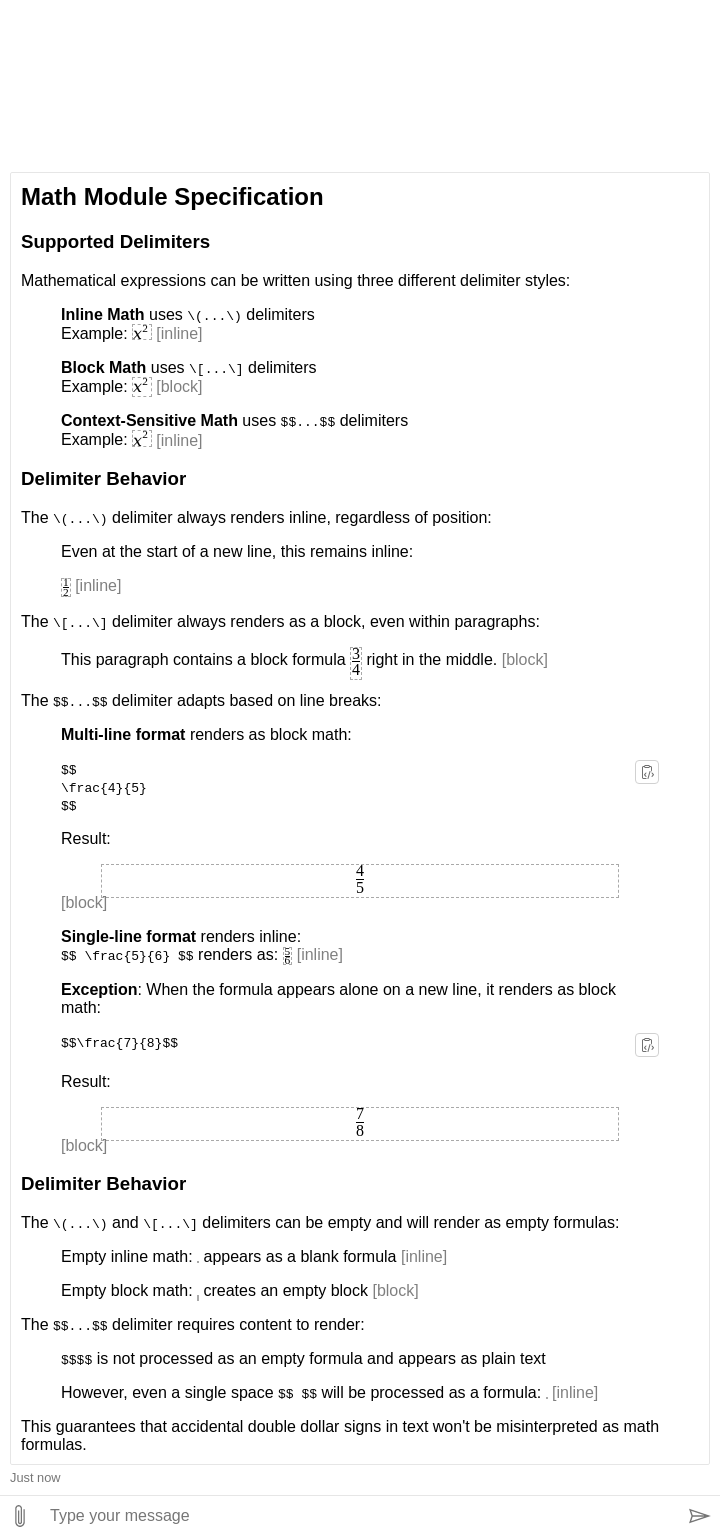 Math Module Specification
Supported Delimiters
Mathematical expressions can be written using three different delimiter styles:
Inline Math uses \(...\) delimiters
Example: x² [inline]
Block Math uses \[...\] delimiters
Example: x² [block]
Context-Sensitive Math uses $$...$$ delimiters
Example: x² [inline]
Delimiter Behavior
The \(...\) delimiter always renders inline, regardless of position:
Even at the start of a new line, this remains inline:
1/2 [inline]
The \[...\] delimiter always renders as a block, even within paragraphs:
This paragraph contains a block formula 3/4 right in the middle. [block]
The $$...$$ delimiter adapts based on line breaks:
Multi-line format renders as block math:
$$
\frac{4}{5}
$$
Result:
4/5
[block]
Single-line format renders inline:
$$ \frac{5}{6} $$ renders as: 5/6 [inline]
Exception: When the formula appears alone on a new line, it renders as block
math:
$$\frac{7}{8}$$
Result:
7/8
[block]
Delimiter Behavior
The \(...\) and \[...\] delimiters can be empty and will render as empty formulas:
Empty inline math: appears as a blank formula [inline]
Empty block math: creates an empty block [block]
The $$...$$ delimiter requires content to render:
$$$$ is not processed as an empty formula and appears as plain text
However, even a single space $$ $$ will be processed as a formula: [inline]
This guarantees that accidental double dollar signs in text won't be misinterpreted as math
formulas.
Just now
Type your message